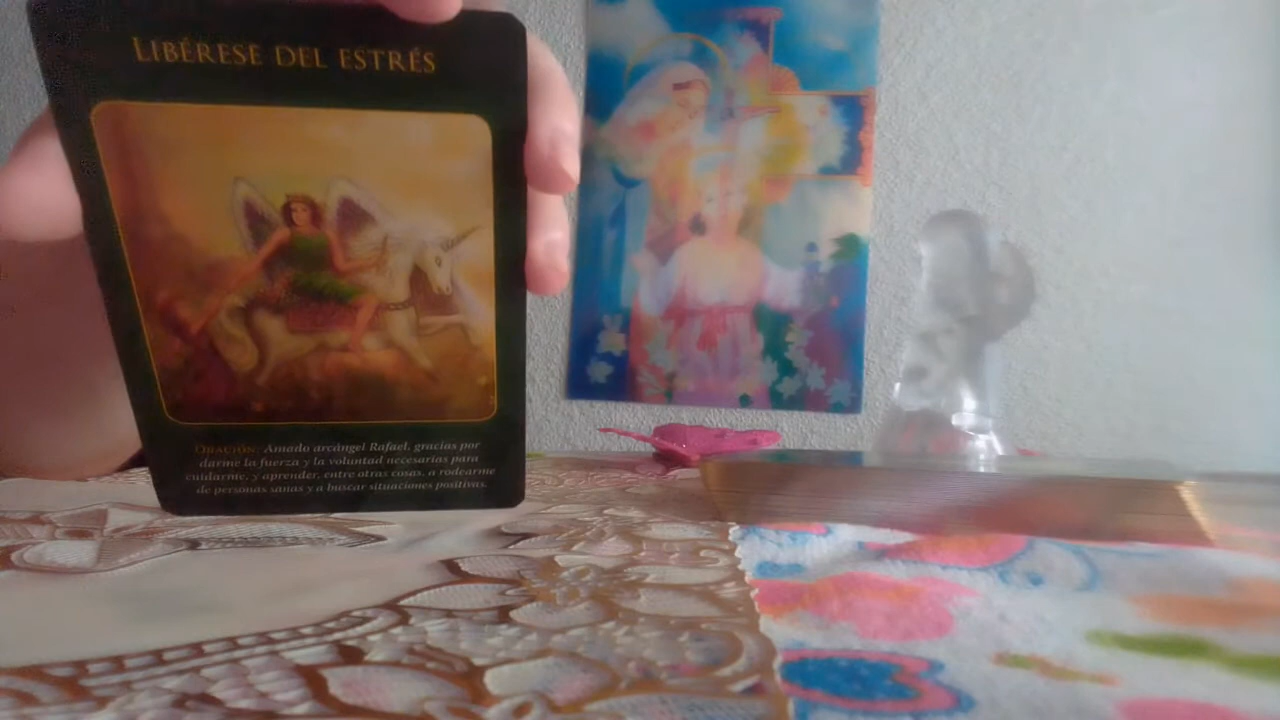 LIBÉRESE DEL ESTRÉS
ORACIÓN: Amado arcángel Rafael, gracias por
darme la fuerza y la voluntad necesarias para
cuidarme, y aprender, entre otras cosas, a rodearme
de personas sanas y a buscar situaciones positivas.